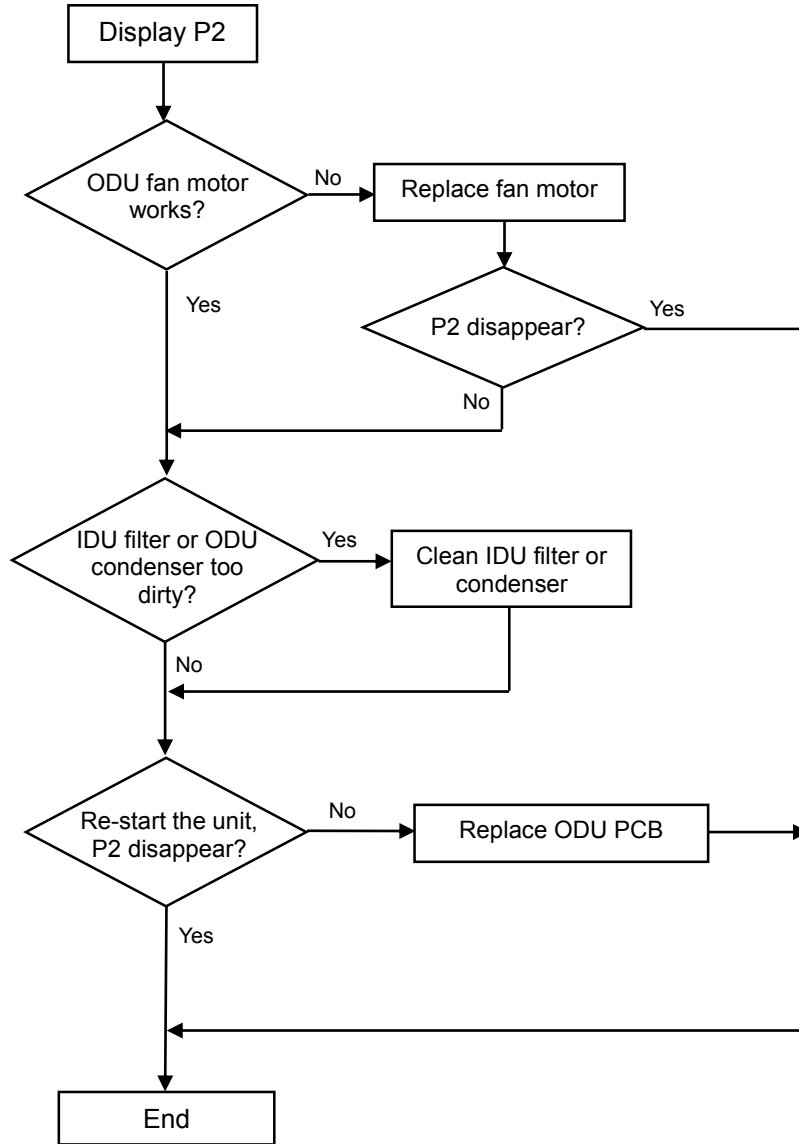 Display P2
ODU fan motor
works?
No
Replace fan motor
Yes
P2 disappear?
Yes
No
IDU filter or ODU
condenser too
dirty?
Yes
Clean IDU filter or
condenser
No
Re-start the unit,
P2 disappear?
No
Replace ODU PCB
Yes
End